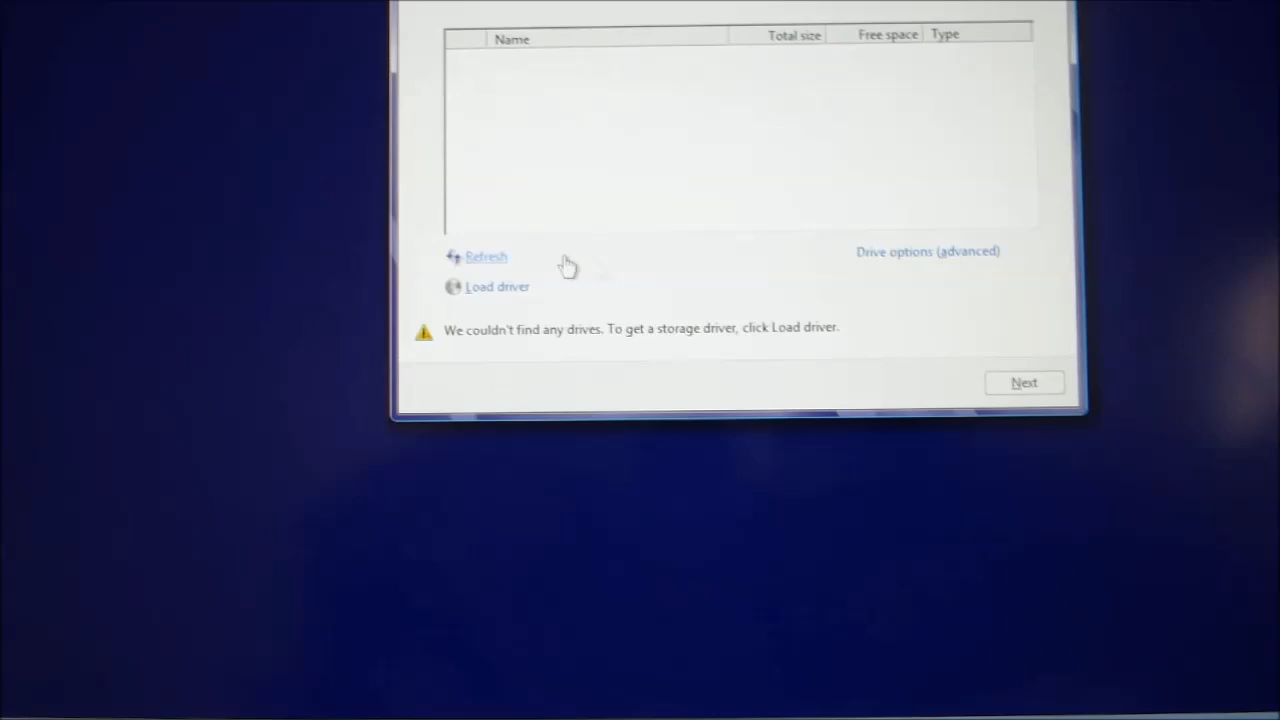 Name Total size Free space Type
Refresh Drive options (advanced)
Load driver
We couldn't find any drives. To get a storage driver, click Load driver.
Next